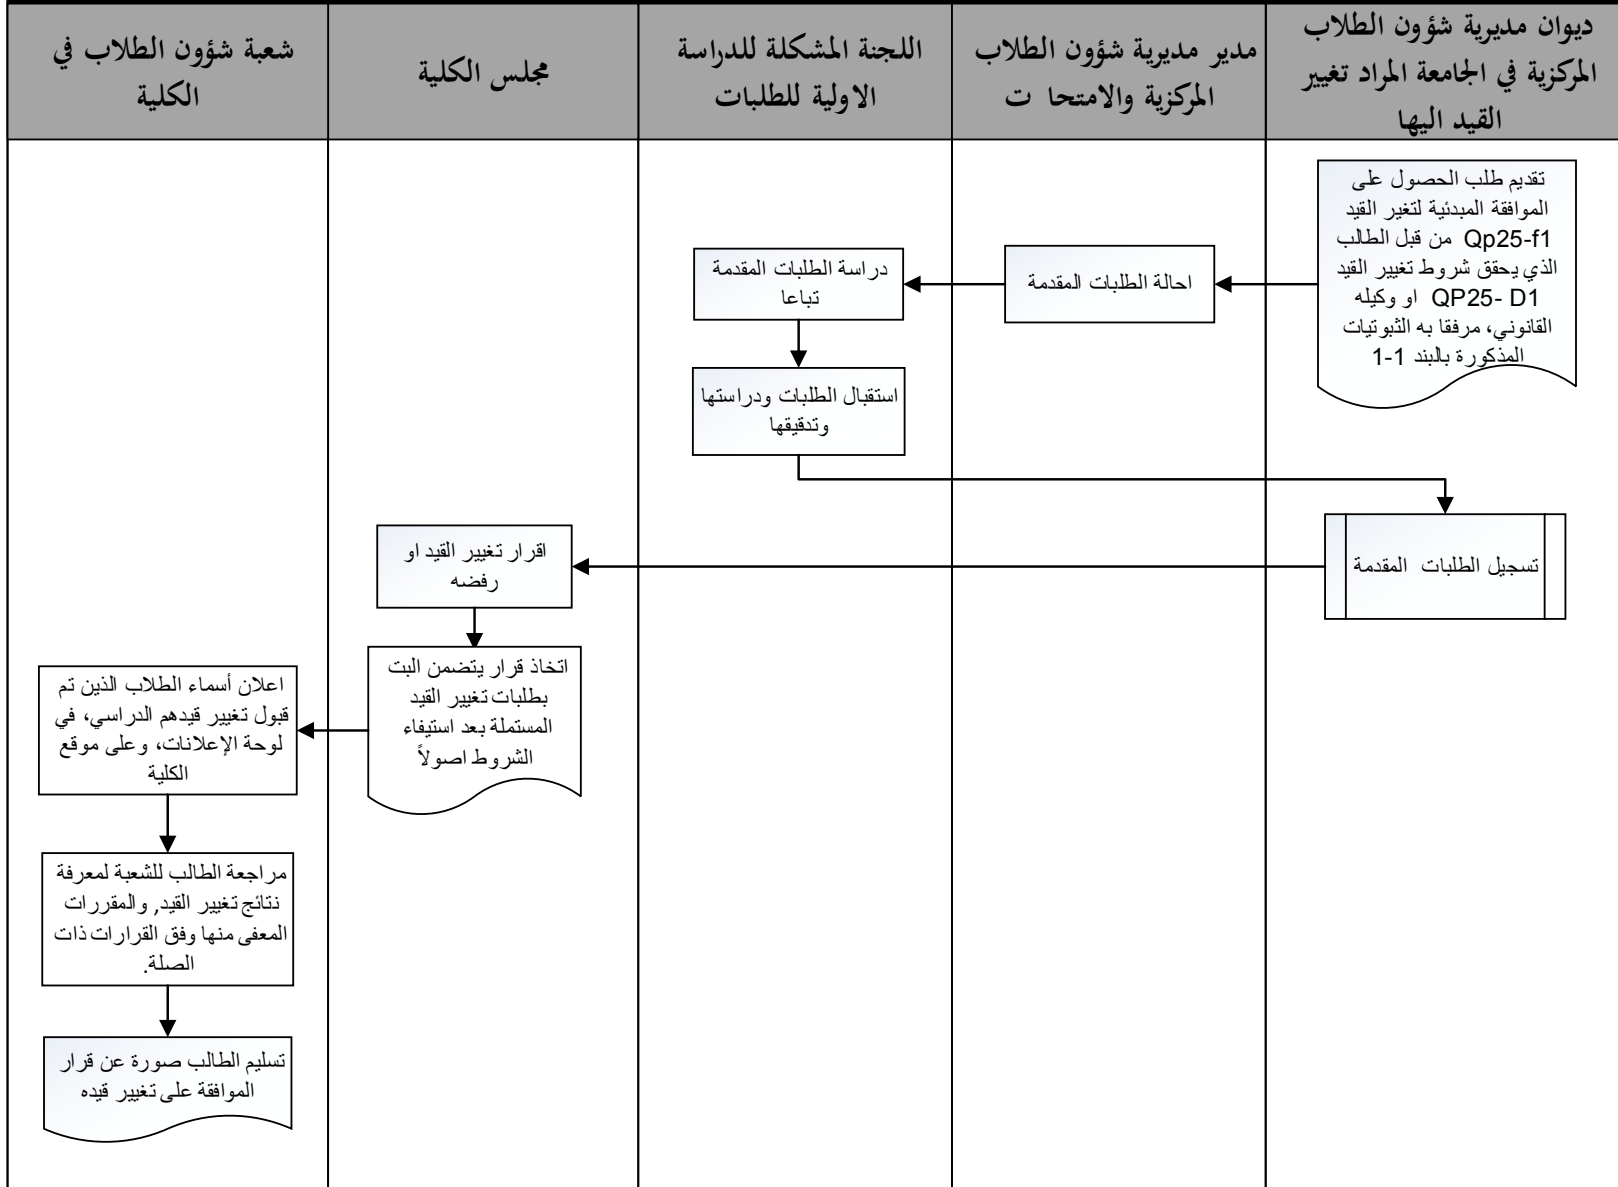 ديوان مديرية شؤون الطلاب
المركزية في الجامعة المراد تغيير
القيد اليها
مدير مديرية شؤون الطلاب
المركزية والامتحا ت
اللجنة المشكلة للدراسة
الاولية للطلبات
مجلس الكلية
شعبة شؤون الطلاب في
الكلية
تقديم طلب الحصول على
الموافقة المبدئية لتغير القيد
Qp25-f1 من قبل الطالب
الذي يحقق شروط تغيير القيد
QP25- D1 او وكيله
القانوني، مرفقا به الثبوتيات
المذكورة بالبند 1-1
احالة الطلبات المقدمة
دراسة الطلبات المقدمة
تباعا
استقبال الطلبات ودراستها
وتدقيقها
تسجيل الطلبات المقدمة
اقرار تغيير القيد او
رفضه
اتخاذ قرار يتضمن البت
بطلبات تغيير القيد
المستملة بعد استيفاء
الشروط اصولاً
اعلان أسماء الطلاب الذين تم
قبول تغيير قيدهم الدراسي، في
لوحة الإعلانات، وعلى موقع
الكلية
مراجعة الطالب للشعبة لمعرفة
نتائج تغيير القيد, والمقررات
المعفى منها وفق القرارات ذات
الصلة.
تسليم الطالب صورة عن قرار
الموافقة على تغيير قيده